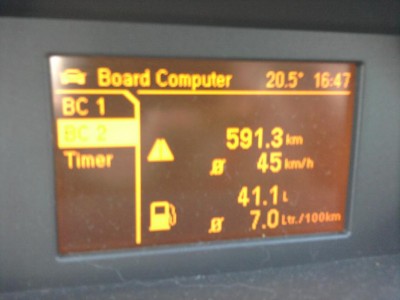 Board Computer 20.5° 16:47
BC 1
BC 2
Timer
591.3 km
Ø 45 km/h
41.1 L
Ø 7.0 Ltr./100km